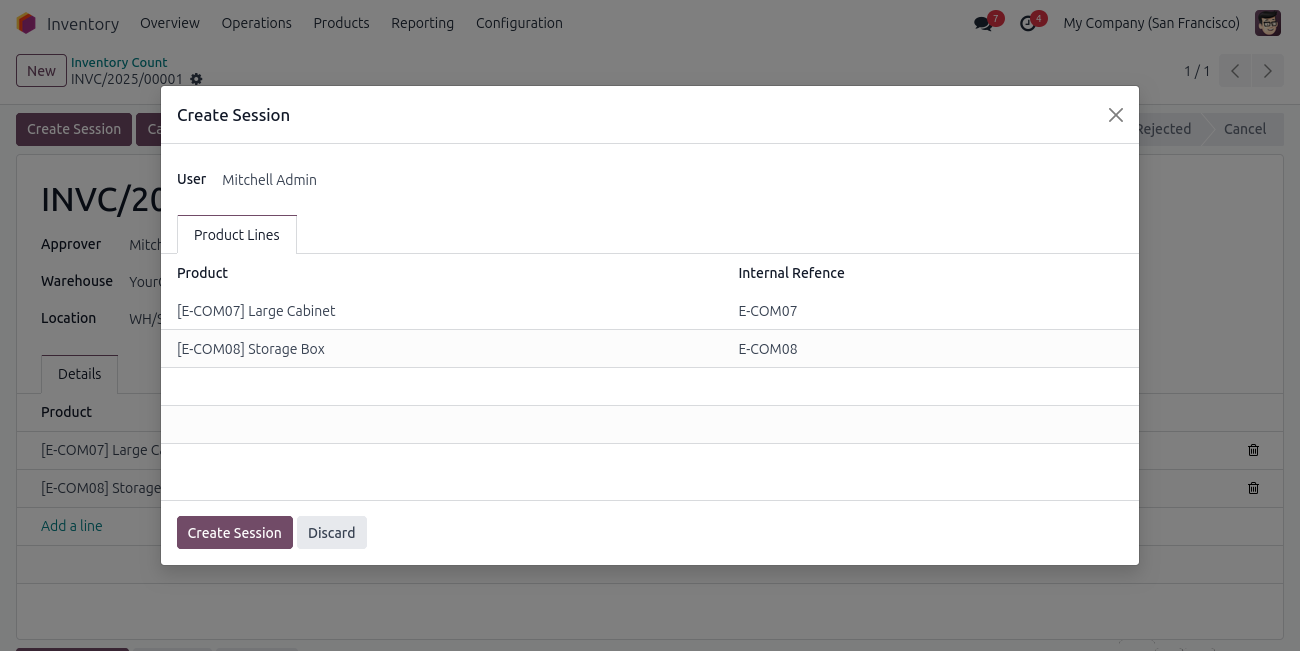 Inventory Overview Operations Products Reporting Configuration 7 4 My Company (San Francisco)
New Inventory Count
INVC/2025/00001 1 / 1
Create Session Ca Rejected Cancel
Create Session
User Mitchell Admin
Product Lines
Product Internal Refence
[E-COM07] Large Cabinet E-COM07
[E-COM08] Storage Box E-COM08
Create Session Discard
INVC/20
Approver Mitch
Warehouse Your
Location WH/S
Details
Product
[E-COM07] Large Ca
[E-COM08] Storage
Add a line